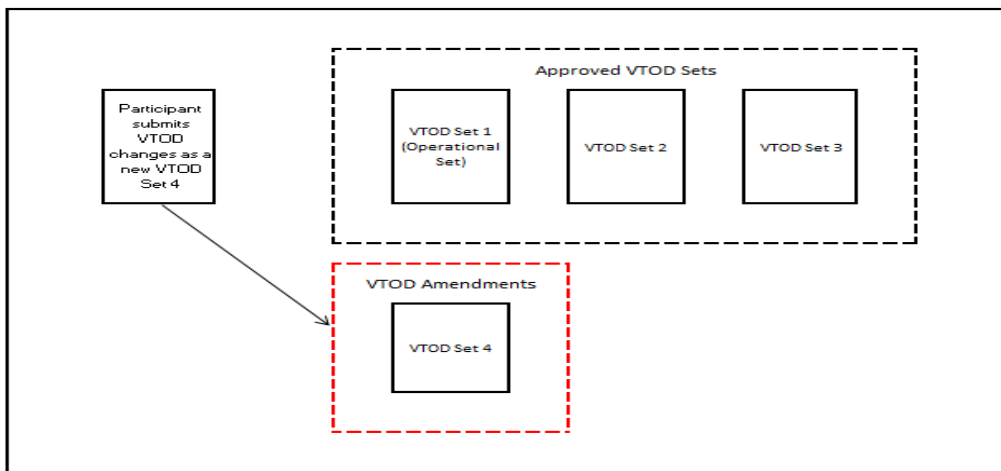 Approved VTOD Sets
Participant
submits
VTOD
changes as a
new VTOD
Set 4
VTOD Set 1
(Operational
Set)
VTOD Set 2
VTOD Set 3
VTOD Amendments
VTOD Set 4